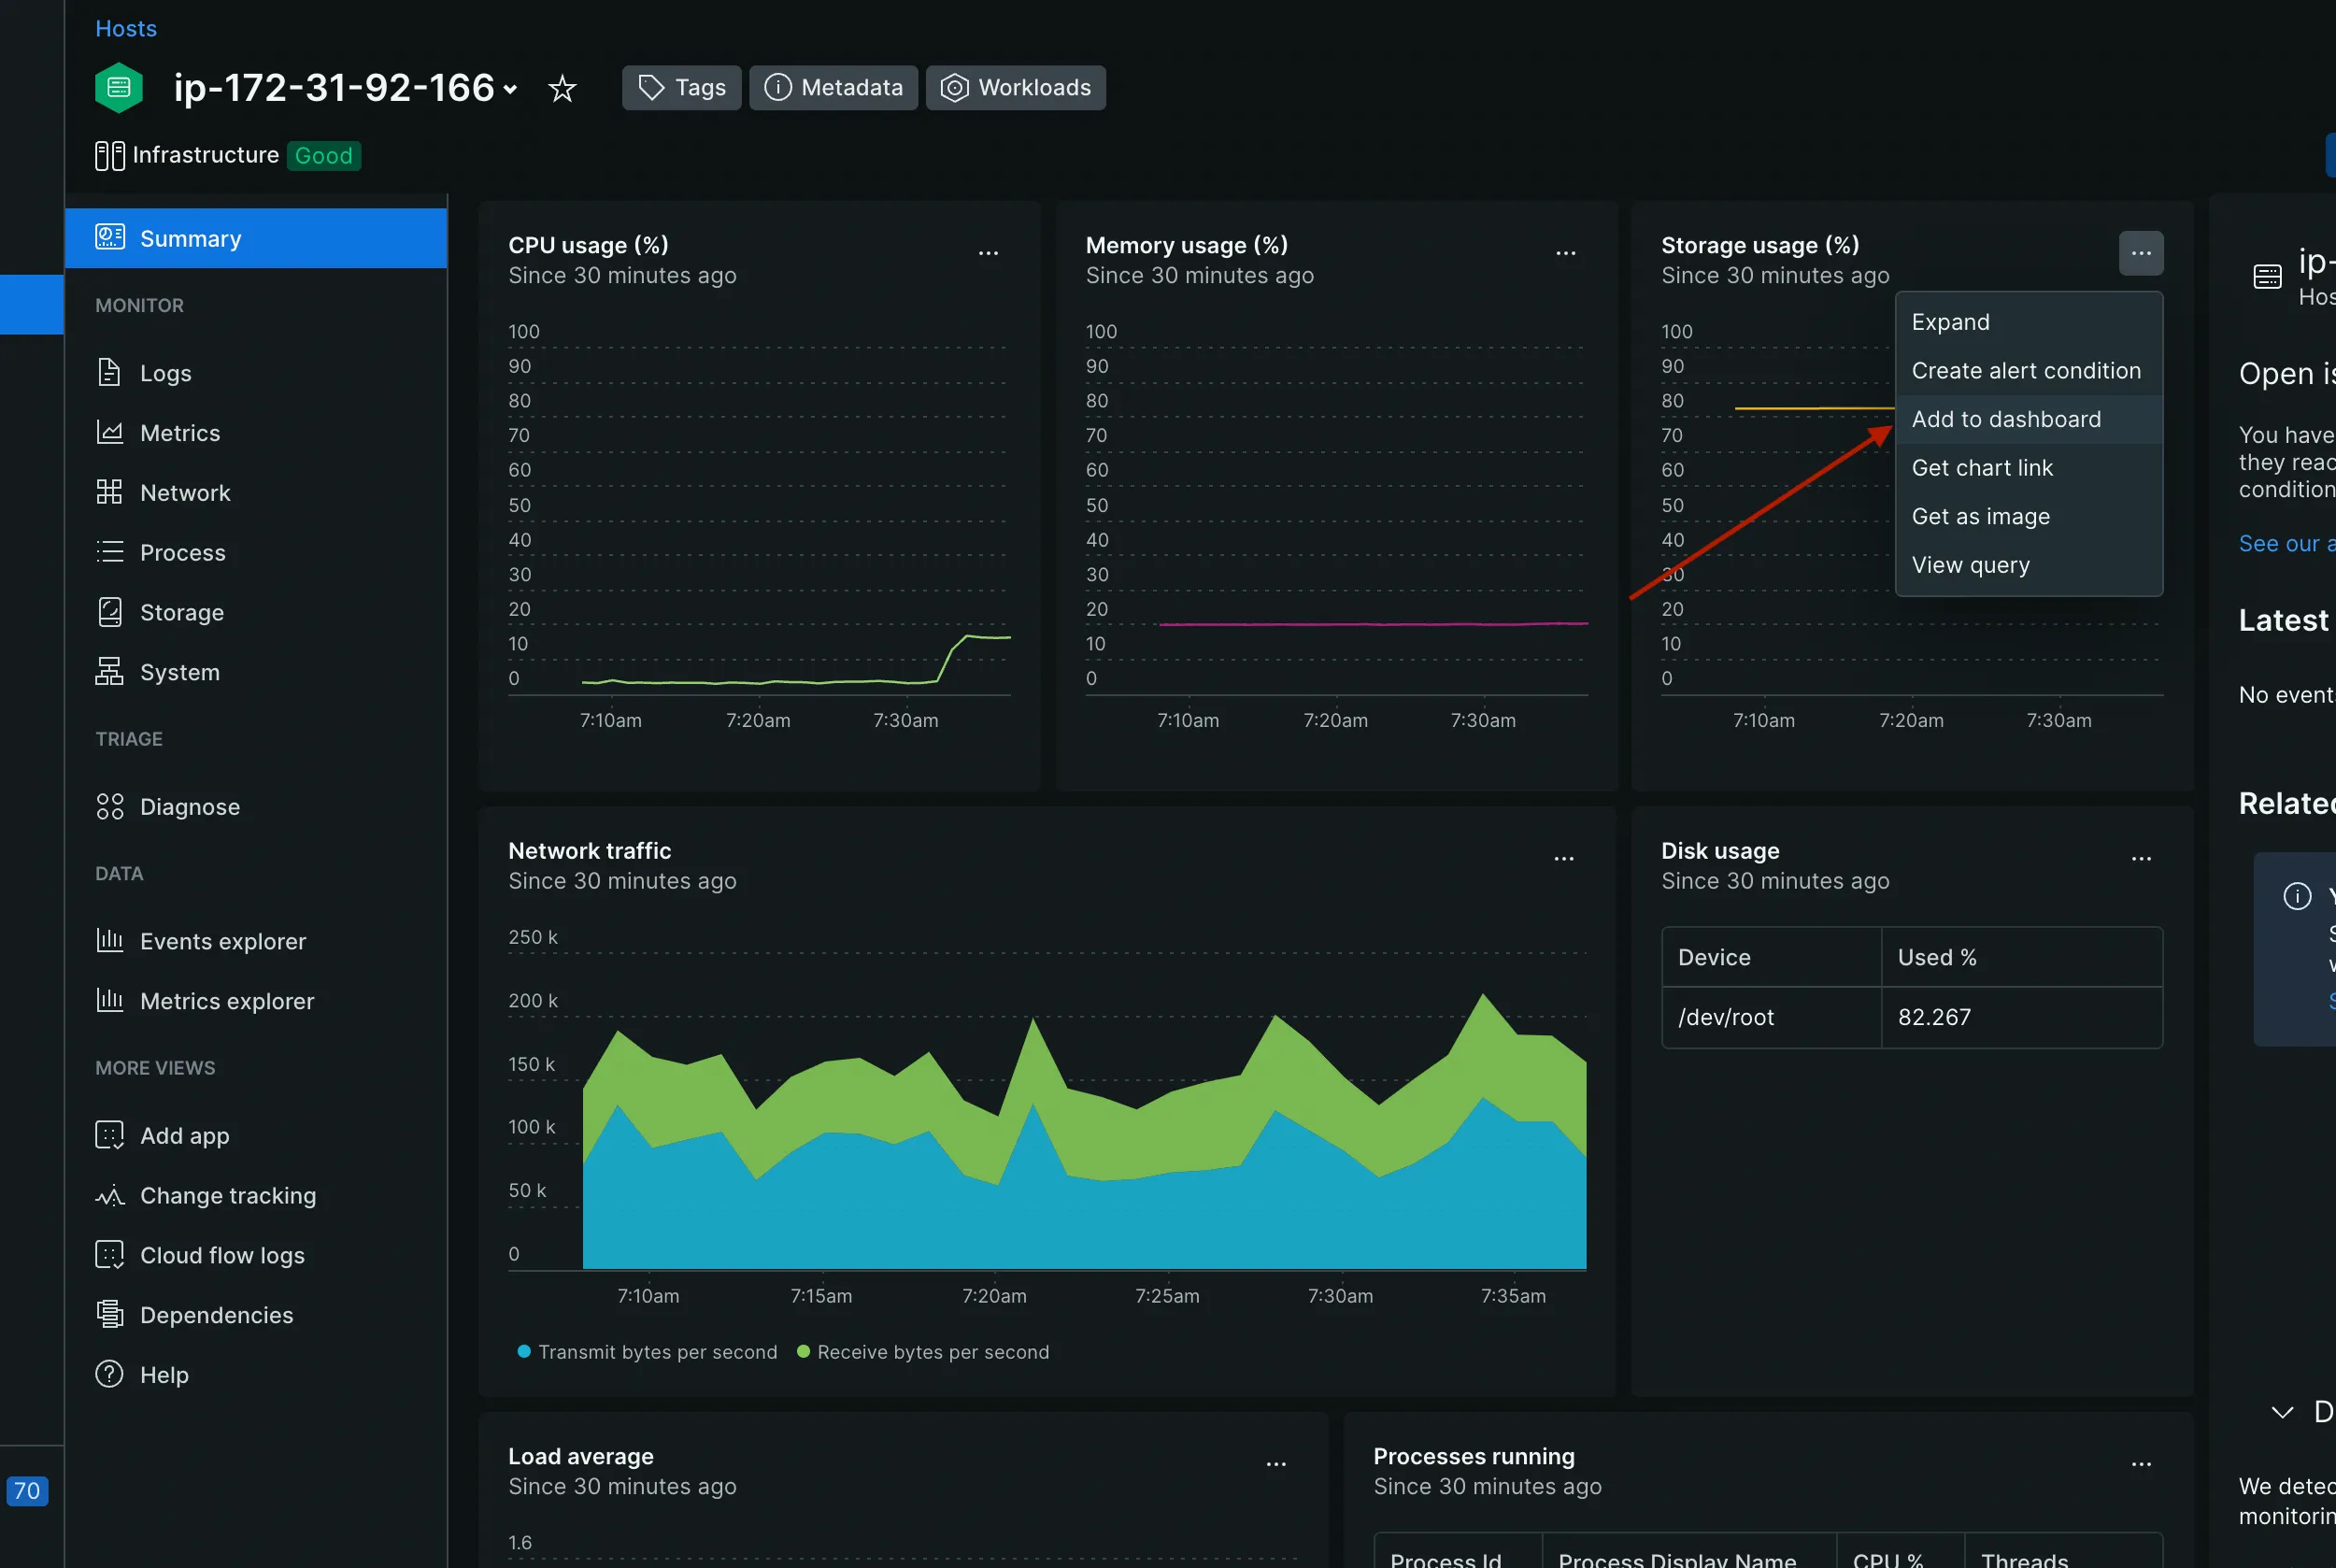 Hosts
ip-172-31-92-166
Tags
Metadata
Workloads
Infrastructure
Good
Summary
MONITOR
Logs
Metrics
Network
Process
Storage
System
TRIAGE
Diagnose
DATA
Events explorer
Metrics explorer
MORE VIEWS
Add app
Change tracking
Cloud flow logs
Dependencies
Help
70
CPU usage (%)
Since 30 minutes ago
100
90
80
70
60
50
40
30
20
10
0
7:10am 7:20am 7:30am
Memory usage (%)
Since 30 minutes ago
100
90
80
70
60
50
40
30
20
10
0
7:10am 7:20am 7:30am
Storage usage (%)
Since 30 minutes ago
100
90
80
70
60
50
40
30
20
10
0
7:10am 7:20am 7:30am
Expand
Create alert condition
Add to dashboard
Get chart link
Get as image
View query
Network traffic
Since 30 minutes ago
250 k
200 k
150 k
100 k
50 k
0
7:10am 7:15am 7:20am 7:25am 7:30am 7:35am
Transmit bytes per second Receive bytes per second
Disk usage
Since 30 minutes ago
Device Used %
/dev/root 82.267
Load average
Since 30 minutes ago
1.6
Processes running
Since 30 minutes ago
Process Id Process Display Name CPU % Threads
ip-
Hos
Open is
You have
they reac
condition
See our a
Latest
No event
Related
We detec
monitorin